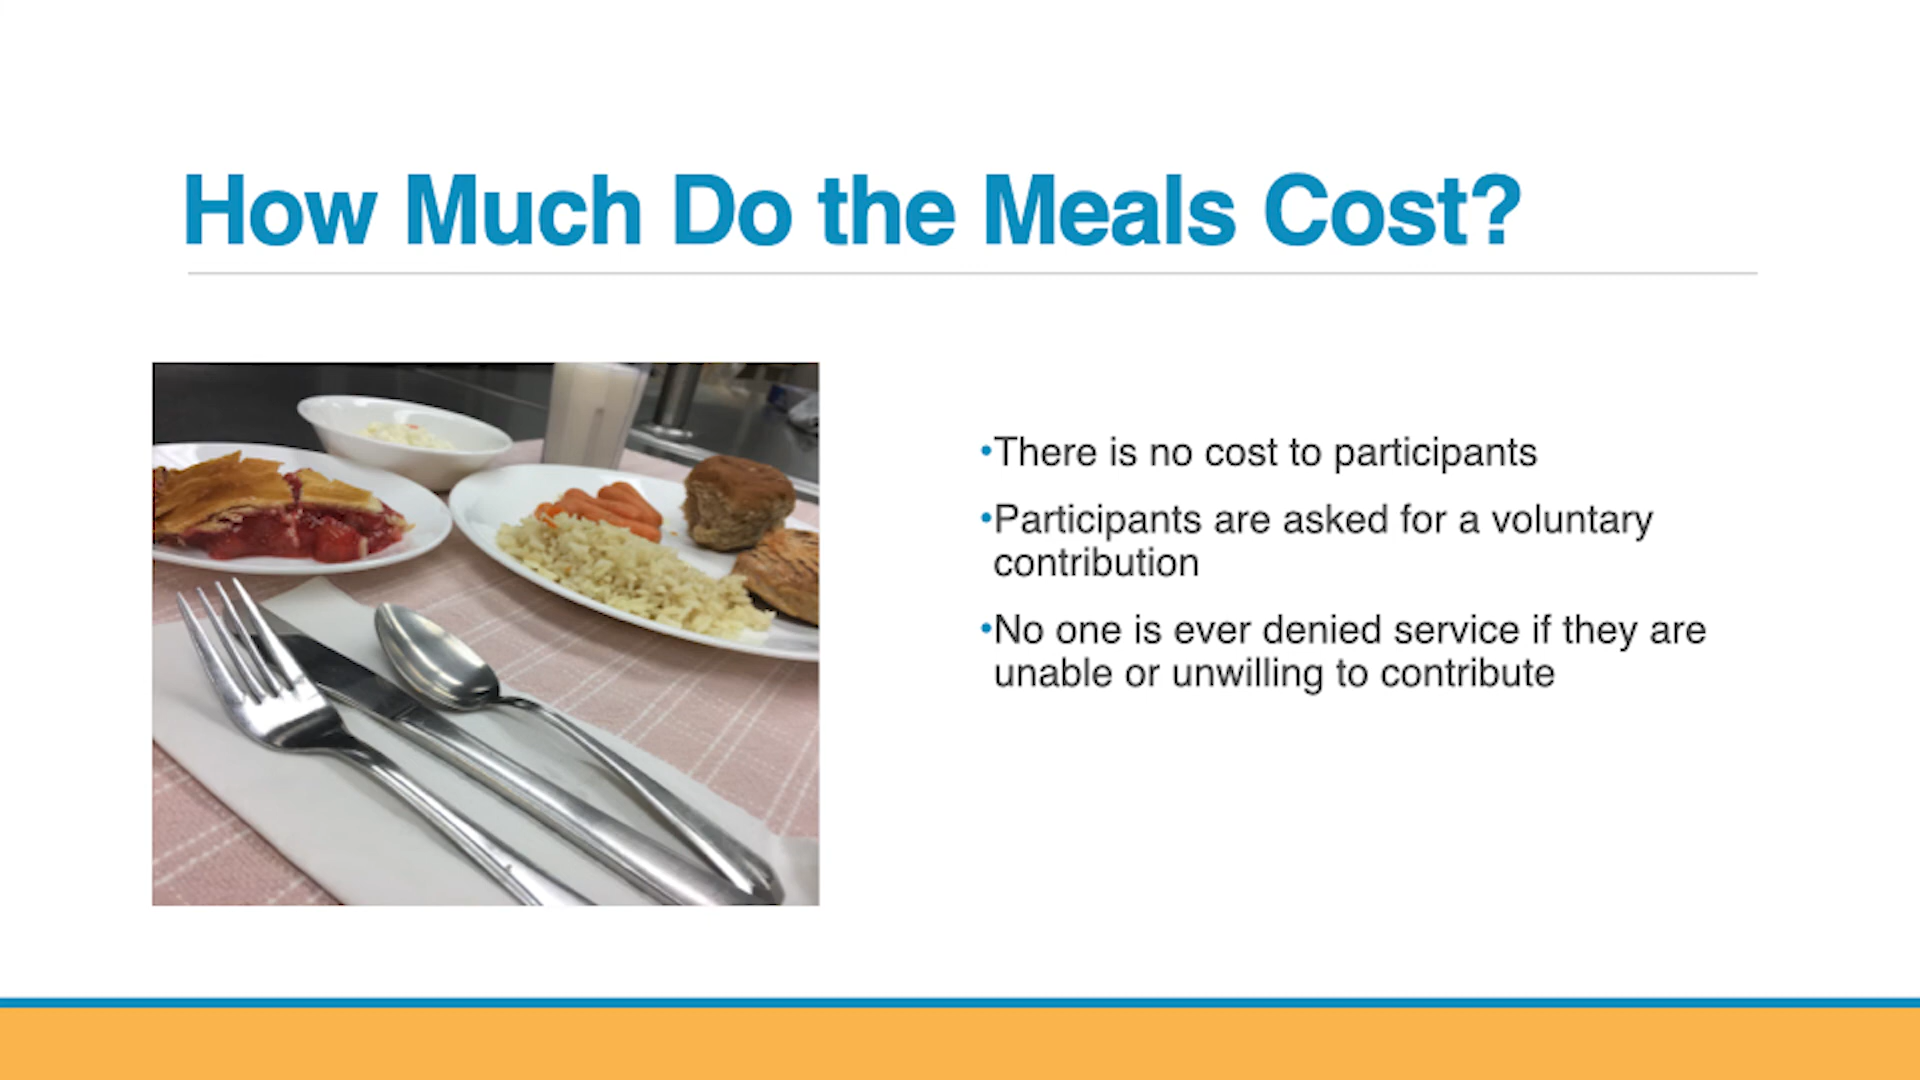 How Much Do the Meals Cost?
•There is no cost to participants
•Participants are asked for a voluntary
contribution
•No one is ever denied service if they are
unable or unwilling to contribute